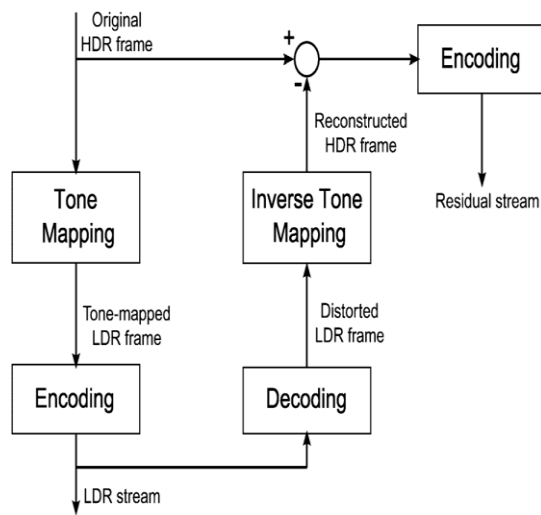 Original
HDR frame
+
-
Encoding
Reconstructed
HDR frame
Residual stream
Tone
Mapping
Inverse Tone
Mapping
Tone-mapped
LDR frame
Distorted
LDR frame
Encoding
Decoding
LDR stream